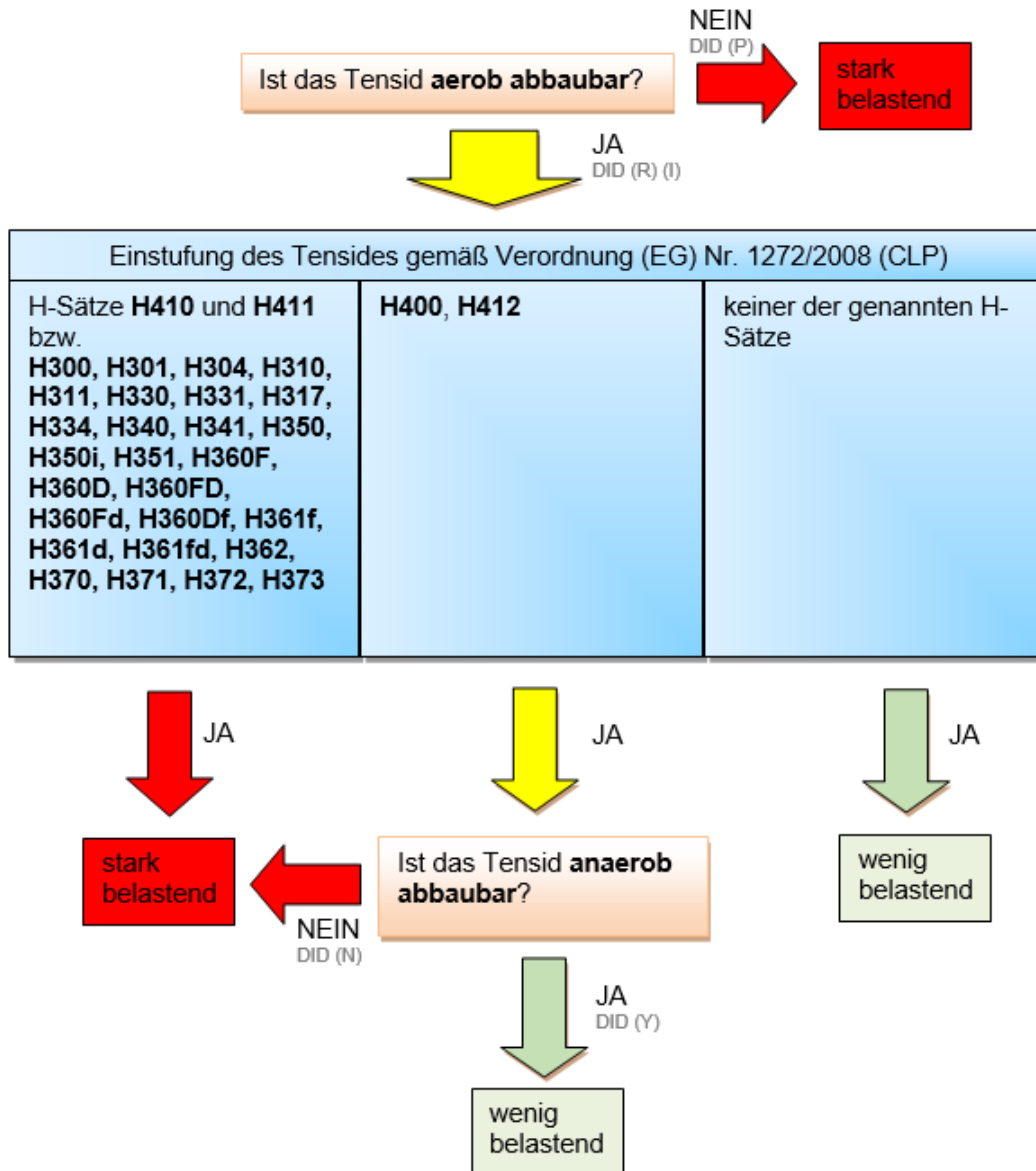 NEIN
DID (P)
Ist das Tensid aerob abbaubar?
stark
belastend
JA
DID (R) (I)
Einstufung des Tensides gemäß Verordnung (EG) Nr. 1272/2008 (CLP)
H-Sätze H410 und H411
bzw.
H300, H301, H304, H310,
H311, H330, H331, H317,
H334, H340, H341, H350,
H350i, H351, H360F,
H360D, H360FD,
H360Fd, H360Df, H361f,
H361d, H361fd, H362,
H370, H371, H372, H373
H400, H412
keiner der genannten H-
Sätze
JA
JA
JA
stark
belastend
NEIN
DID (N)
Ist das Tensid anaerob
abbaubar?
wenig
belastend
JA
DID (Y)
wenig
belastend